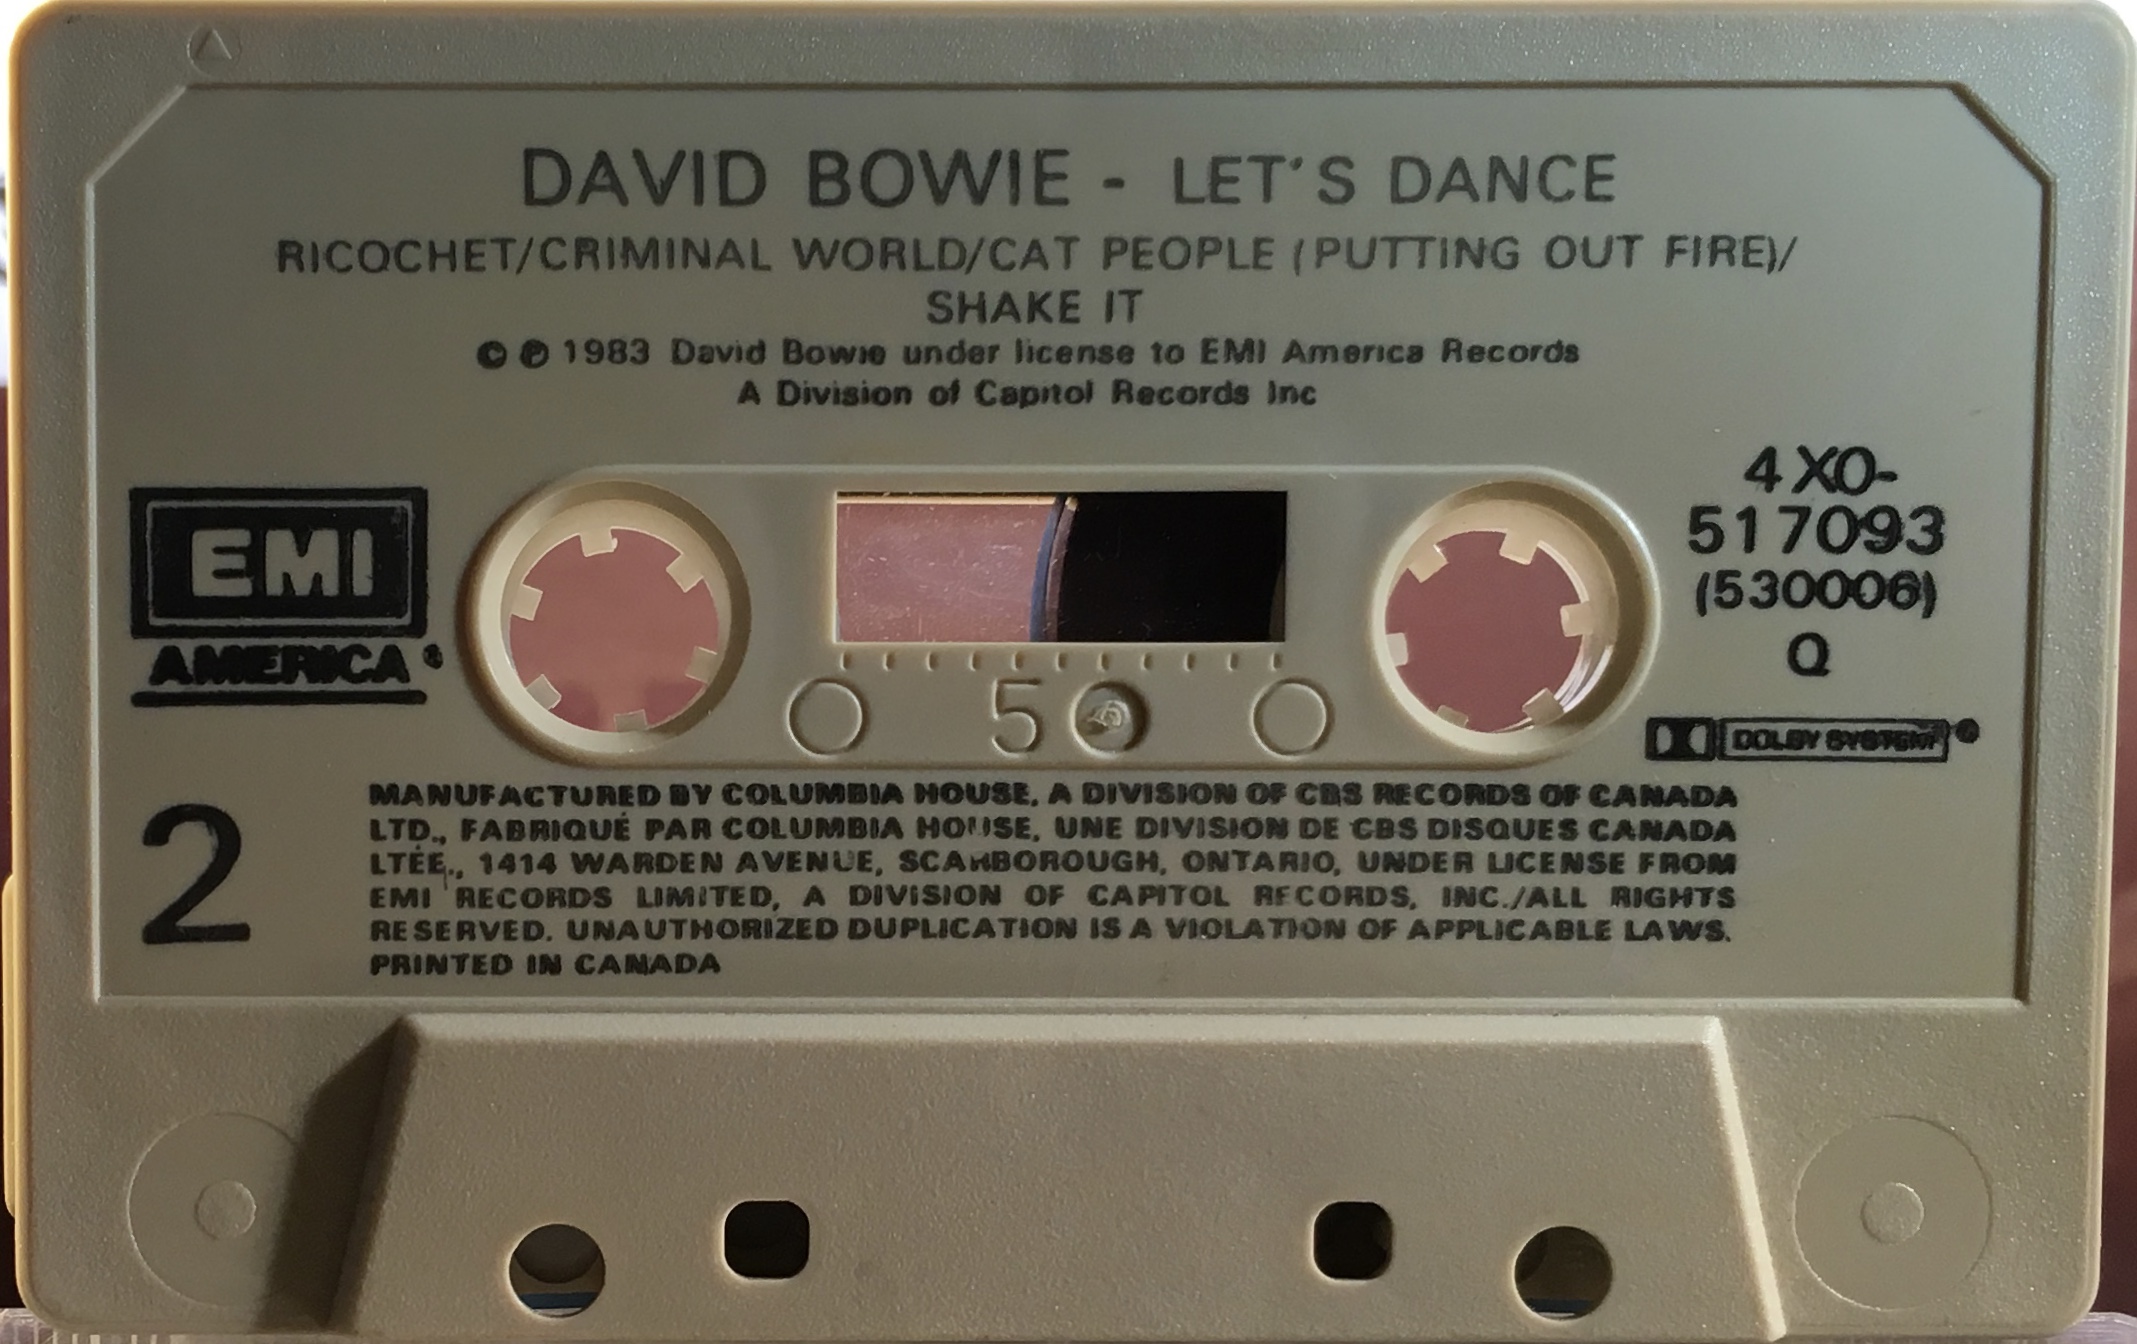 DAVID BOWIE - LET'S DANCE
RICOCHET/CRIMINAL WORLD/CAT PEOPLE (PUTTING OUT FIRE)/
SHAKE IT
© ℗ 1983 David Bowie under license to EMI America Records
A Division of Capitol Records Inc
EMI
AMERICA
4XO-
517093
(530006)
Q
DOLBY SYSTEM
5
2
MANUFACTURED BY COLUMBIA HOUSE, A DIVISION OF CBS RECORDS OF CANADA
LTD., FABRIQUÉ PAR COLUMBIA HOUSE, UNE DIVISION DE CBS DISQUES CANADA
LTÉE., 1414 WARDEN AVENUE, SCARBOROUGH, ONTARIO, UNDER LICENSE FROM
EMI RECORDS LIMITED, A DIVISION OF CAPITOL RECORDS, INC./ALL RIGHTS
RESERVED. UNAUTHORIZED DUPLICATION IS A VIOLATION OF APPLICABLE LAWS.
PRINTED IN CANADA